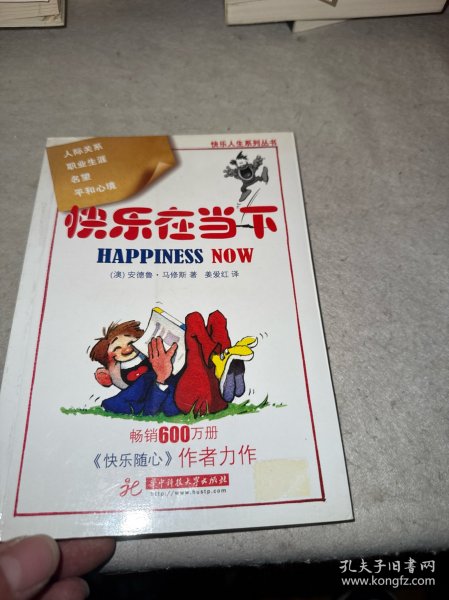 人际关系
职业生涯
名望
平和心境
快乐人生系列丛书
快乐在当下
HAPPINESS NOW
(澳) 安德鲁·马修斯 著 姜爱红 译
畅销600万册
《快乐随心》作者力作
华中科技大学出版社
http://www.hustp.com
孔夫子旧书网
www.kongfz.com